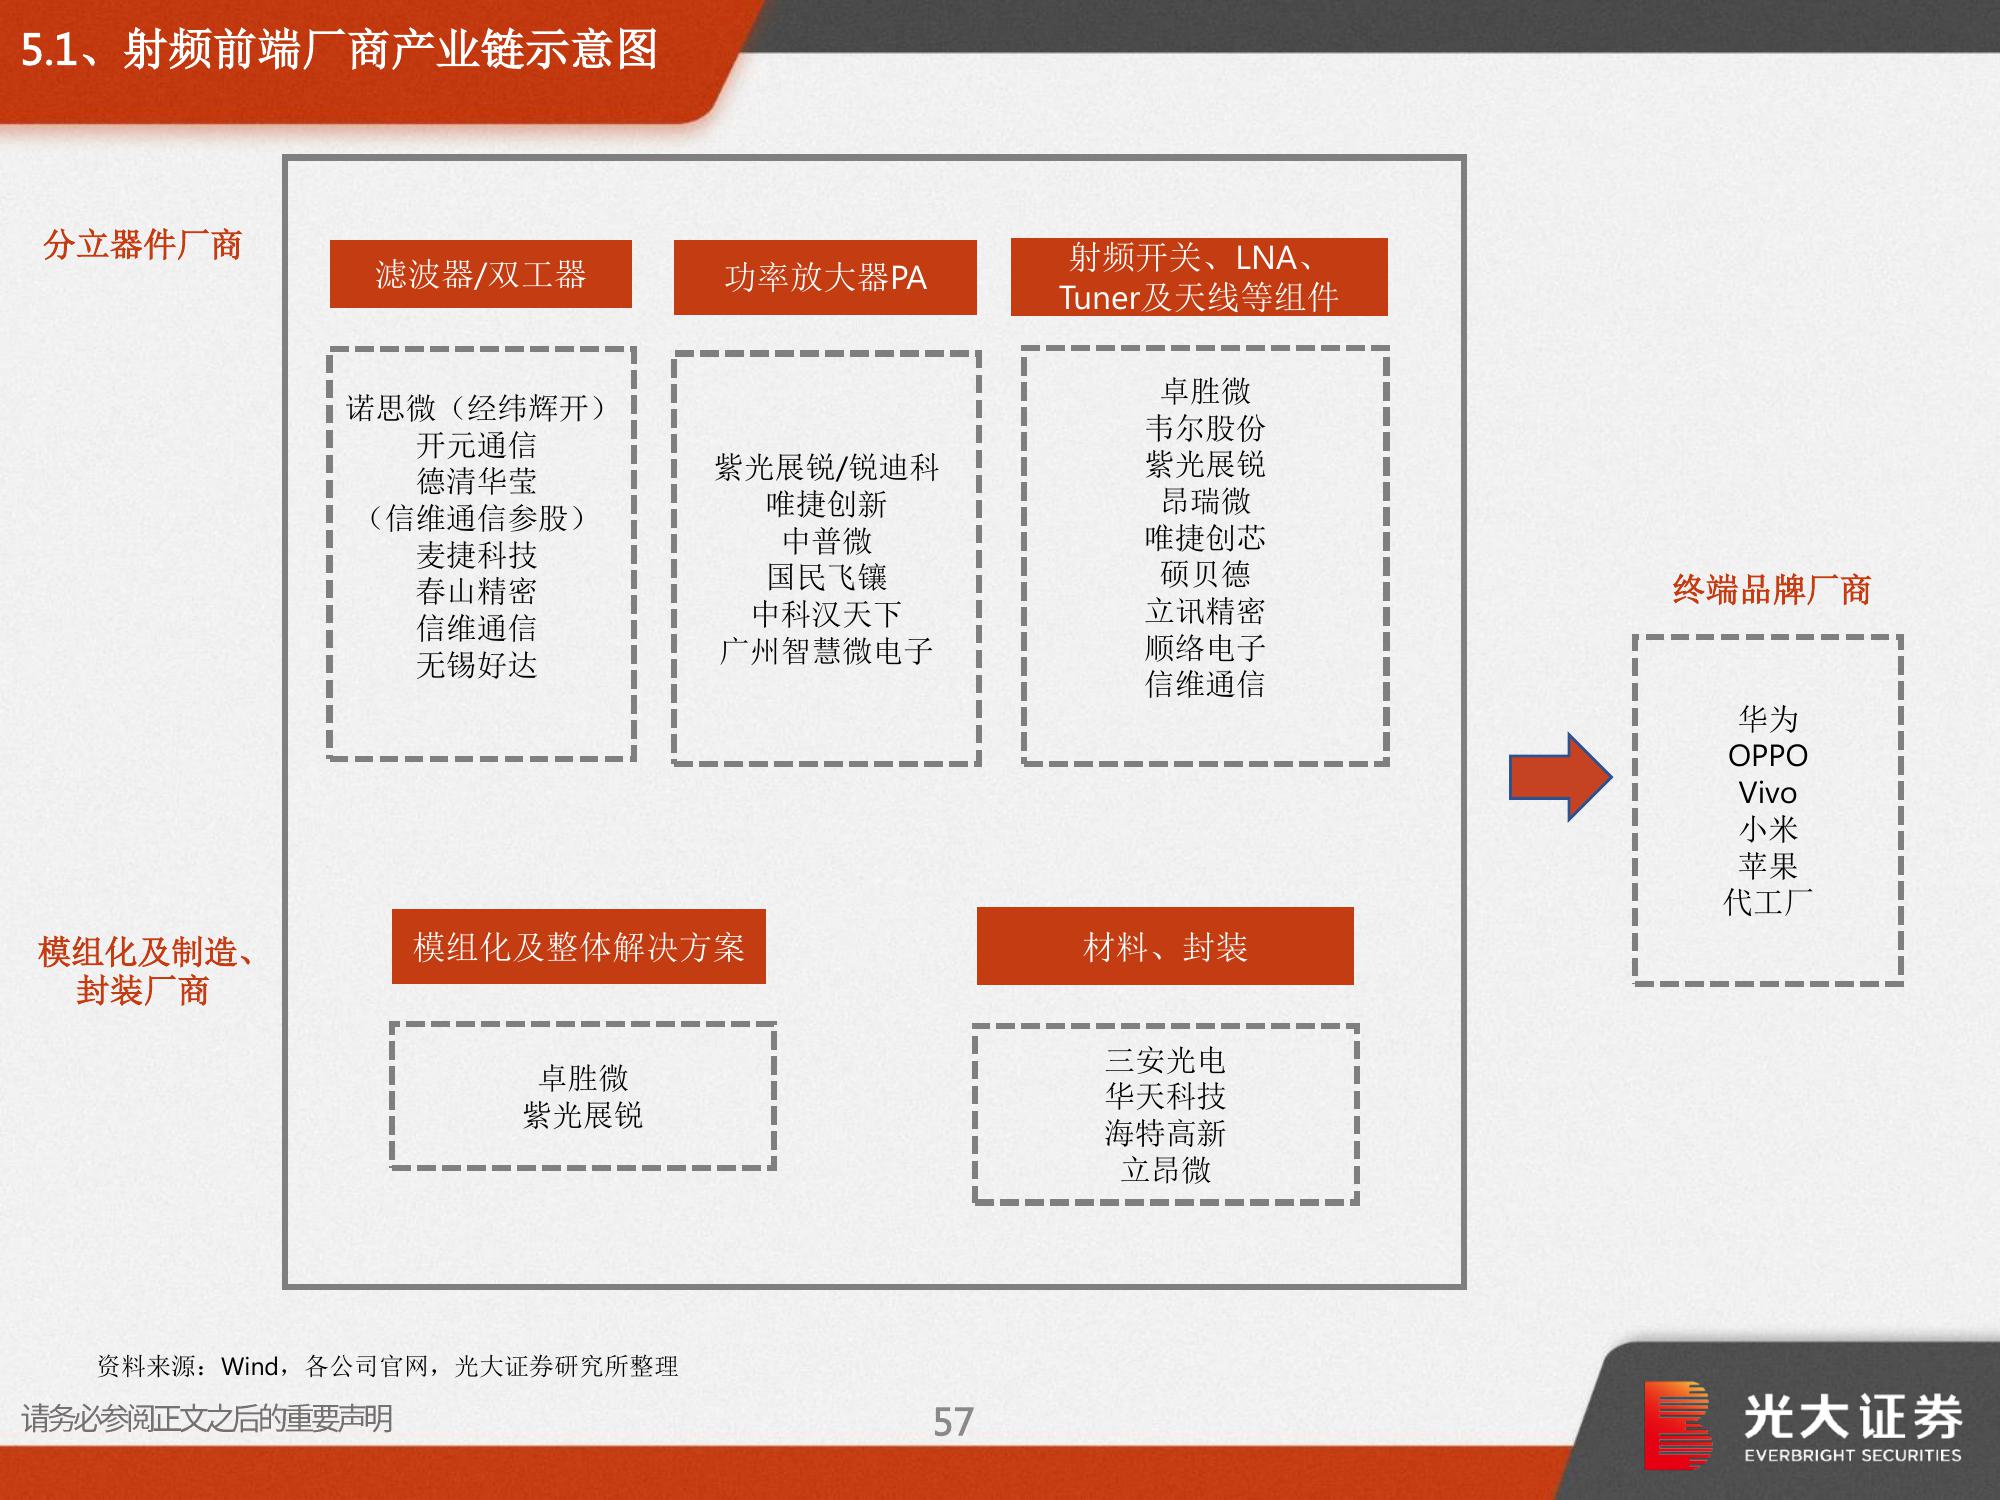 5.1、射频前端厂商产业链示意图
分立器件厂商
滤波器/双工器
诺思微（经纬辉开）
开元通信
德清华莹
（信维通信参股）
麦捷科技
春山精密
信维通信
无锡好达
功率放大器PA
紫光展锐/锐迪科
唯捷创新
中普微
国民飞镶
中科汉天下
广州智慧微电子
射频开关、LNA、
Tuner及天线等组件
卓胜微
韦尔股份
紫光展锐
昂瑞微
唯捷创芯
硕贝德
立讯精密
顺络电子
信维通信
模组化及制造、
封装厂商
模组化及整体解决方案
卓胜微
紫光展锐
材料、封装
三安光电
华天科技
海特高新
立昂微
终端品牌厂商
华为
OPPO
Vivo
小米
苹果
代工厂
资料来源：Wind，各公司官网，光大证券研究所整理
请务必参阅正文之后的重要声明
57
光大证券
EVERBRIGHT SECURITIES